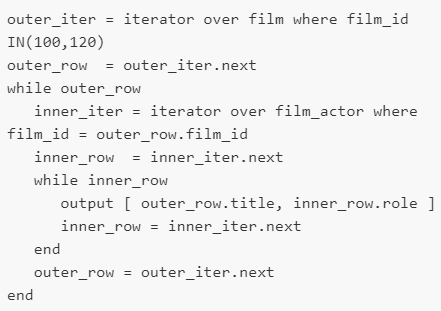 outer_iter = iterator over film where film_id
IN(100,120)
outer_row  = outer_iter.next
while outer_row
   inner_iter = iterator over film_actor where
film_id = outer_row.film_id
   inner_row  = inner_iter.next
   while inner_row
      output [ outer_row.title, inner_row.role ]
      inner_row = inner_iter.next
   end
   outer_row = outer_iter.next
end